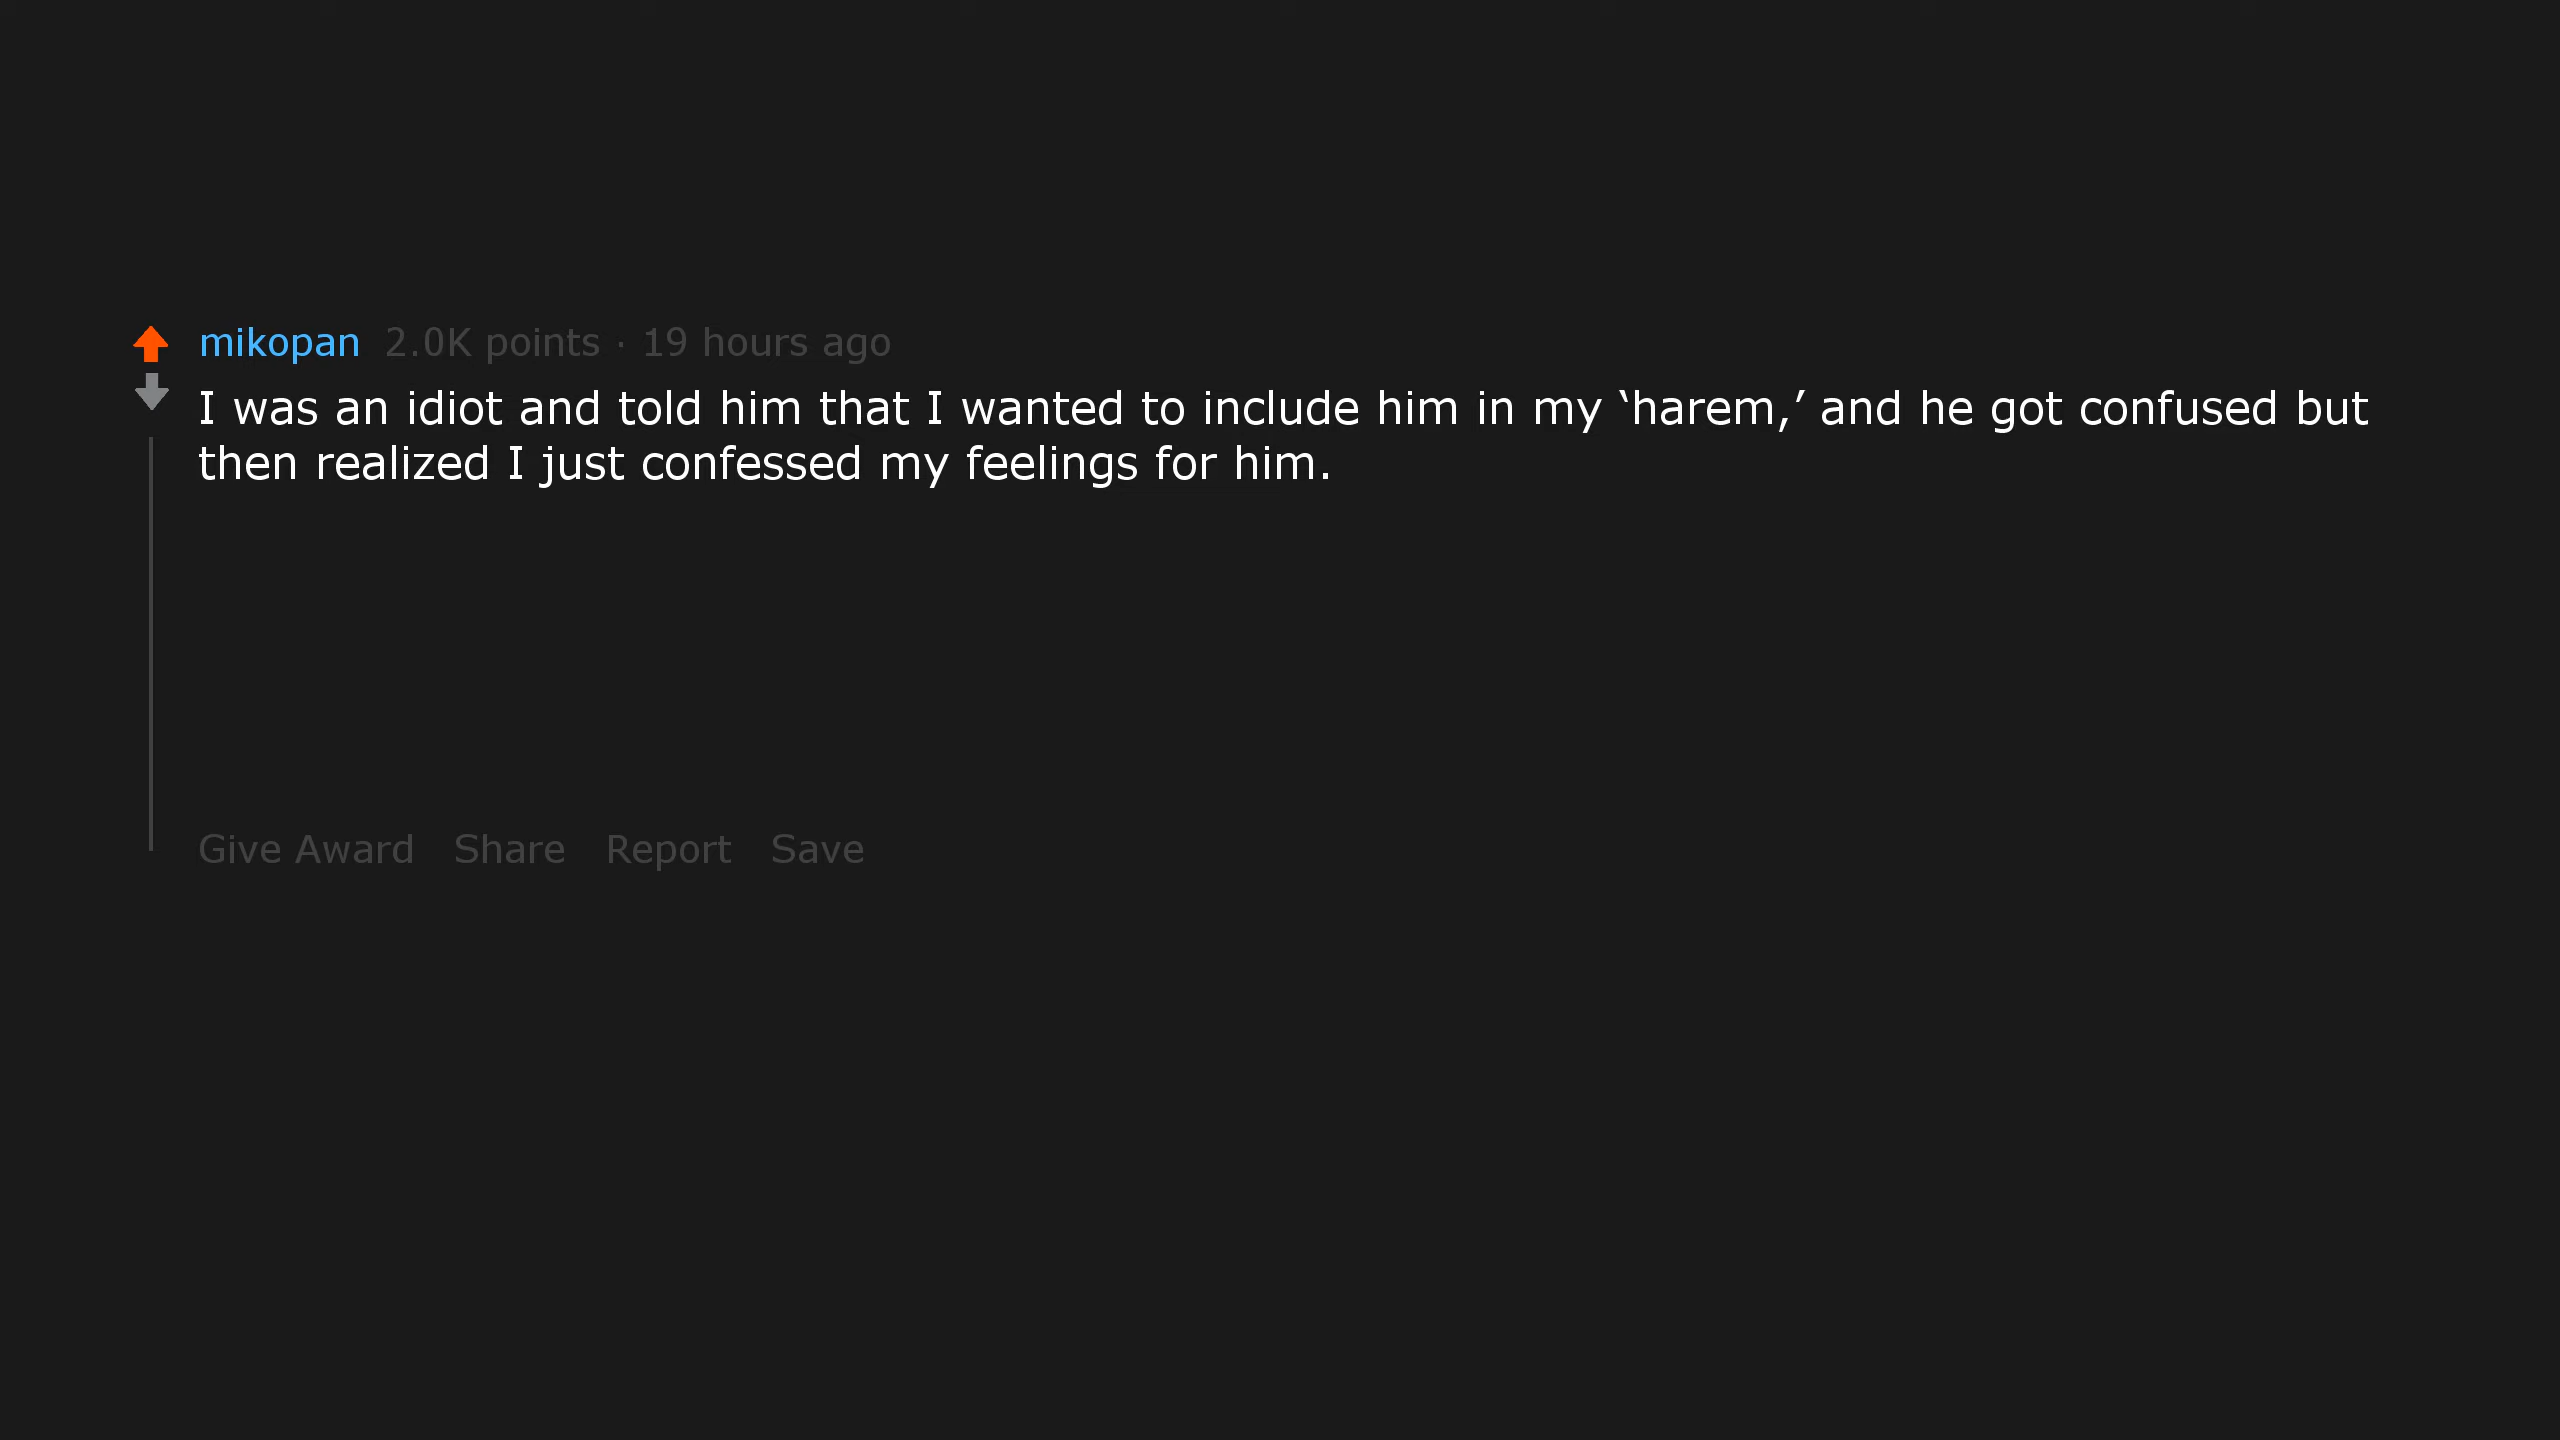 mikopan 2.0K points · 19 hours ago
I was an idiot and told him that I wanted to include him in my ‘harem,’ and he got confused but
then realized I just confessed my feelings for him.
Give Award Share Report Save